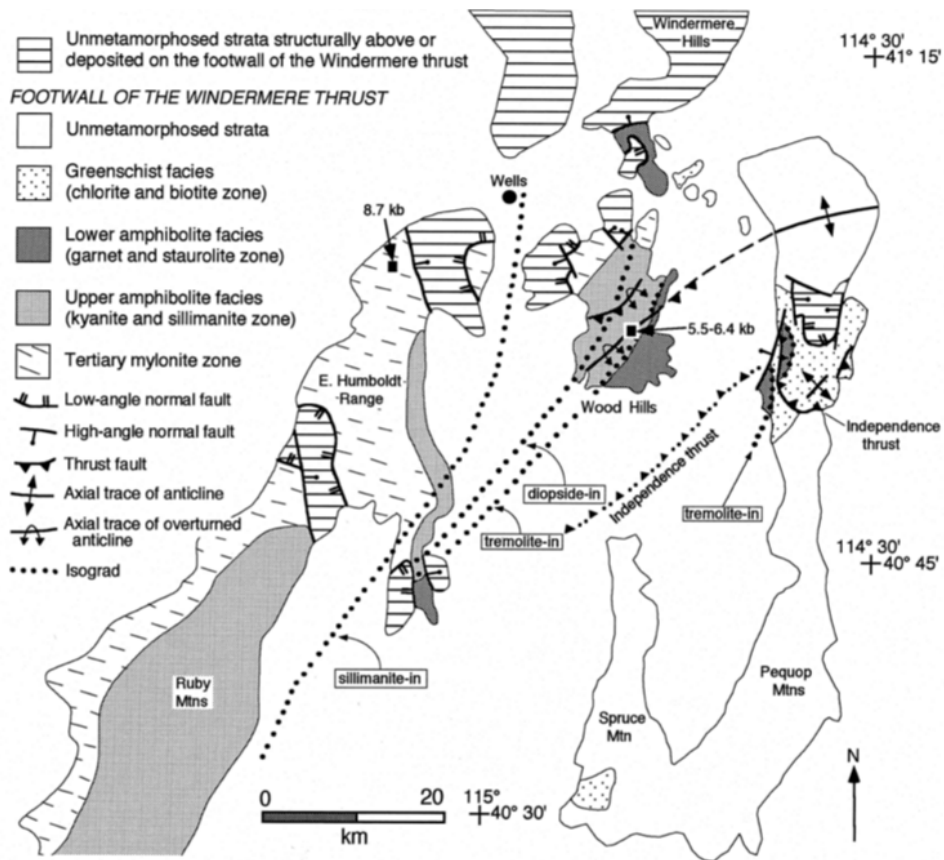 Unmetamorphosed strata structurally above or
deposited on the footwall of the Windermere thrust
FOOTWALL OF THE WINDERMERE THRUST
Unmetamorphosed strata
Greenschist facies
(chlorite and biotite zone)
Lower amphibolite facies
(garnet and staurolite zone)
Upper amphibolite facies
(kyanite and sillimanite zone)
Tertiary mylonite zone
Low-angle normal fault
High-angle normal fault
Thrust fault
Axial trace of anticline
Axial trace of overturned
anticline
Isograd
Windermere
Hills
114° 30'
41° 15'
Wells
8.7 kb
5.5-6.4 kb
E. Humboldt
Range
Wood Hills
Independence
thrust
diopside-in
Independence thrust
tremolite-in
tremolite-in
114° 30'
40° 45'
sillimanite-in
Ruby
Mtns
Pequop
Mtns
Spruce
Mtn
N
0 20
km
115°
40° 30'